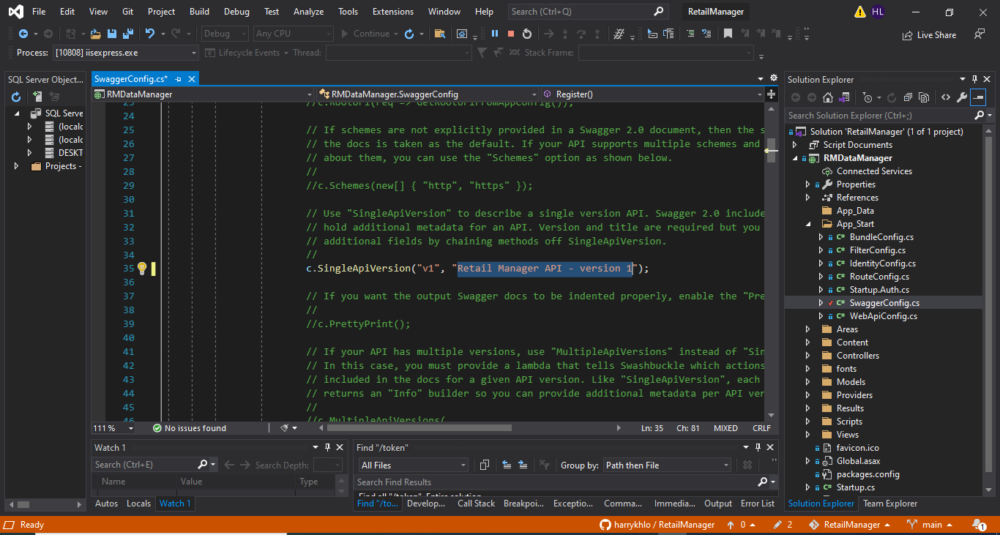 File Edit View Git Project Build Debug Test Analyze Tools Extensions Window Help Search (Ctrl+Q) RetailManager HL
Debug Any CPU Continue Live Share
Process: [10808] iisexpress.exe Lifecycle Events Thread: Stack Frame:
SQL Server Object...
SQL Serve
(locald
(locald
DESKT
Projects -
SwaggerConfig.cs*
RMDataManager RMDataManager.SwaggerConfig Register()
24
25 // If schemes are not explicitly provided in a Swagger 2.0 document, then the s
26 // the docs is taken as the default. If your API supports multiple schemes and
27 // about them, you can use the "Schemes" option as shown below.
28 //
29 //c.Schemes(new[] { "http", "https" });
30
31 // Use "SingleApiVersion" to describe a single version API. Swagger 2.0 include
32 // hold additional metadata for an API. Version and title are required but you
33 // additional fields by chaining methods off SingleApiVersion.
34 //
35 c.SingleApiVersion("v1", "Retail Manager API - version 1");
36
37 // If you want the output Swagger docs to be indented properly, enable the "Pre
38 //
39 //c.PrettyPrint();
40
41 // If your API has multiple versions, use "MultipleApiVersions" instead of "Sin
42 // In this case, you must provide a lambda that tells Swashbuckle which actions
43 // included in the docs for a given API version. Like "SingleApiVersion", each
44 // returns an "Info" builder so you can provide additional metadata per API ver
45 //
46 //c.MultipleApiVersions(
111 % No issues found Ln: 35 Ch: 81 MIXED CRLF
Watch 1
Search (Ctrl+E) Search Depth:
Name Value Type
Autos Locals Watch 1
Find "/token"
All Files Group by: Path then File
Search Find Results
Find all "/token", Entire solution
Find "/to... Develop... Call Stack Breakpoi... Exceptio... Comma... Immedia... Output Error List
Solution Explorer
Search Solution Explorer (Ctrl+;)
Solution 'RetailManager' (1 of 1 project)
Script Documents
RMDataManager
Connected Services
Properties
References
App_Data
App_Start
C# BundleConfig.cs
C# FilterConfig.cs
C# IdentityConfig.cs
C# RouteConfig.cs
C# Startup.Auth.cs
C# SwaggerConfig.cs
C# WebApiConfig.cs
Areas
Content
Controllers
fonts
Models
Providers
Results
Scripts
Views
favicon.ico
Global.asax
packages.config
C# Startup.cs
Solution Explorer Team Explorer
Ready harrykhlo / RetailManager 0 2 RetailManager main 1